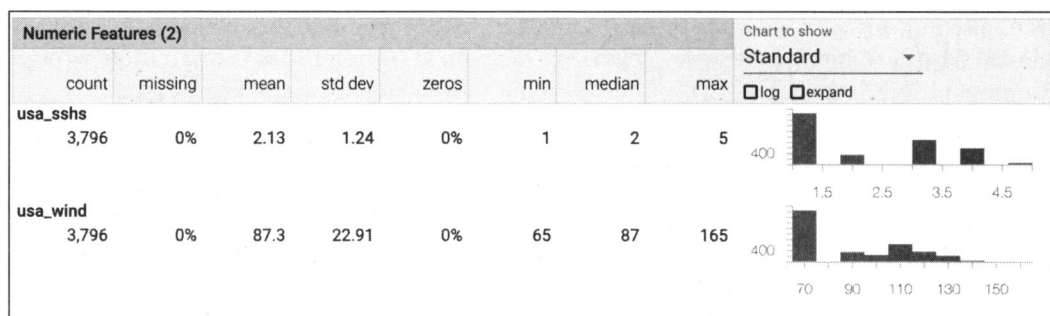 Numeric Features (2)
Chart to show
Standard
count missing mean std dev zeros min median max
log expand
usa_sshs
3,796 0% 2.13 1.24 0% 1 2 5
400
1.5 2.5 3.5 4.5
usa_wind
3,796 0% 87.3 22.91 0% 65 87 165
400
70 90 110 130 150